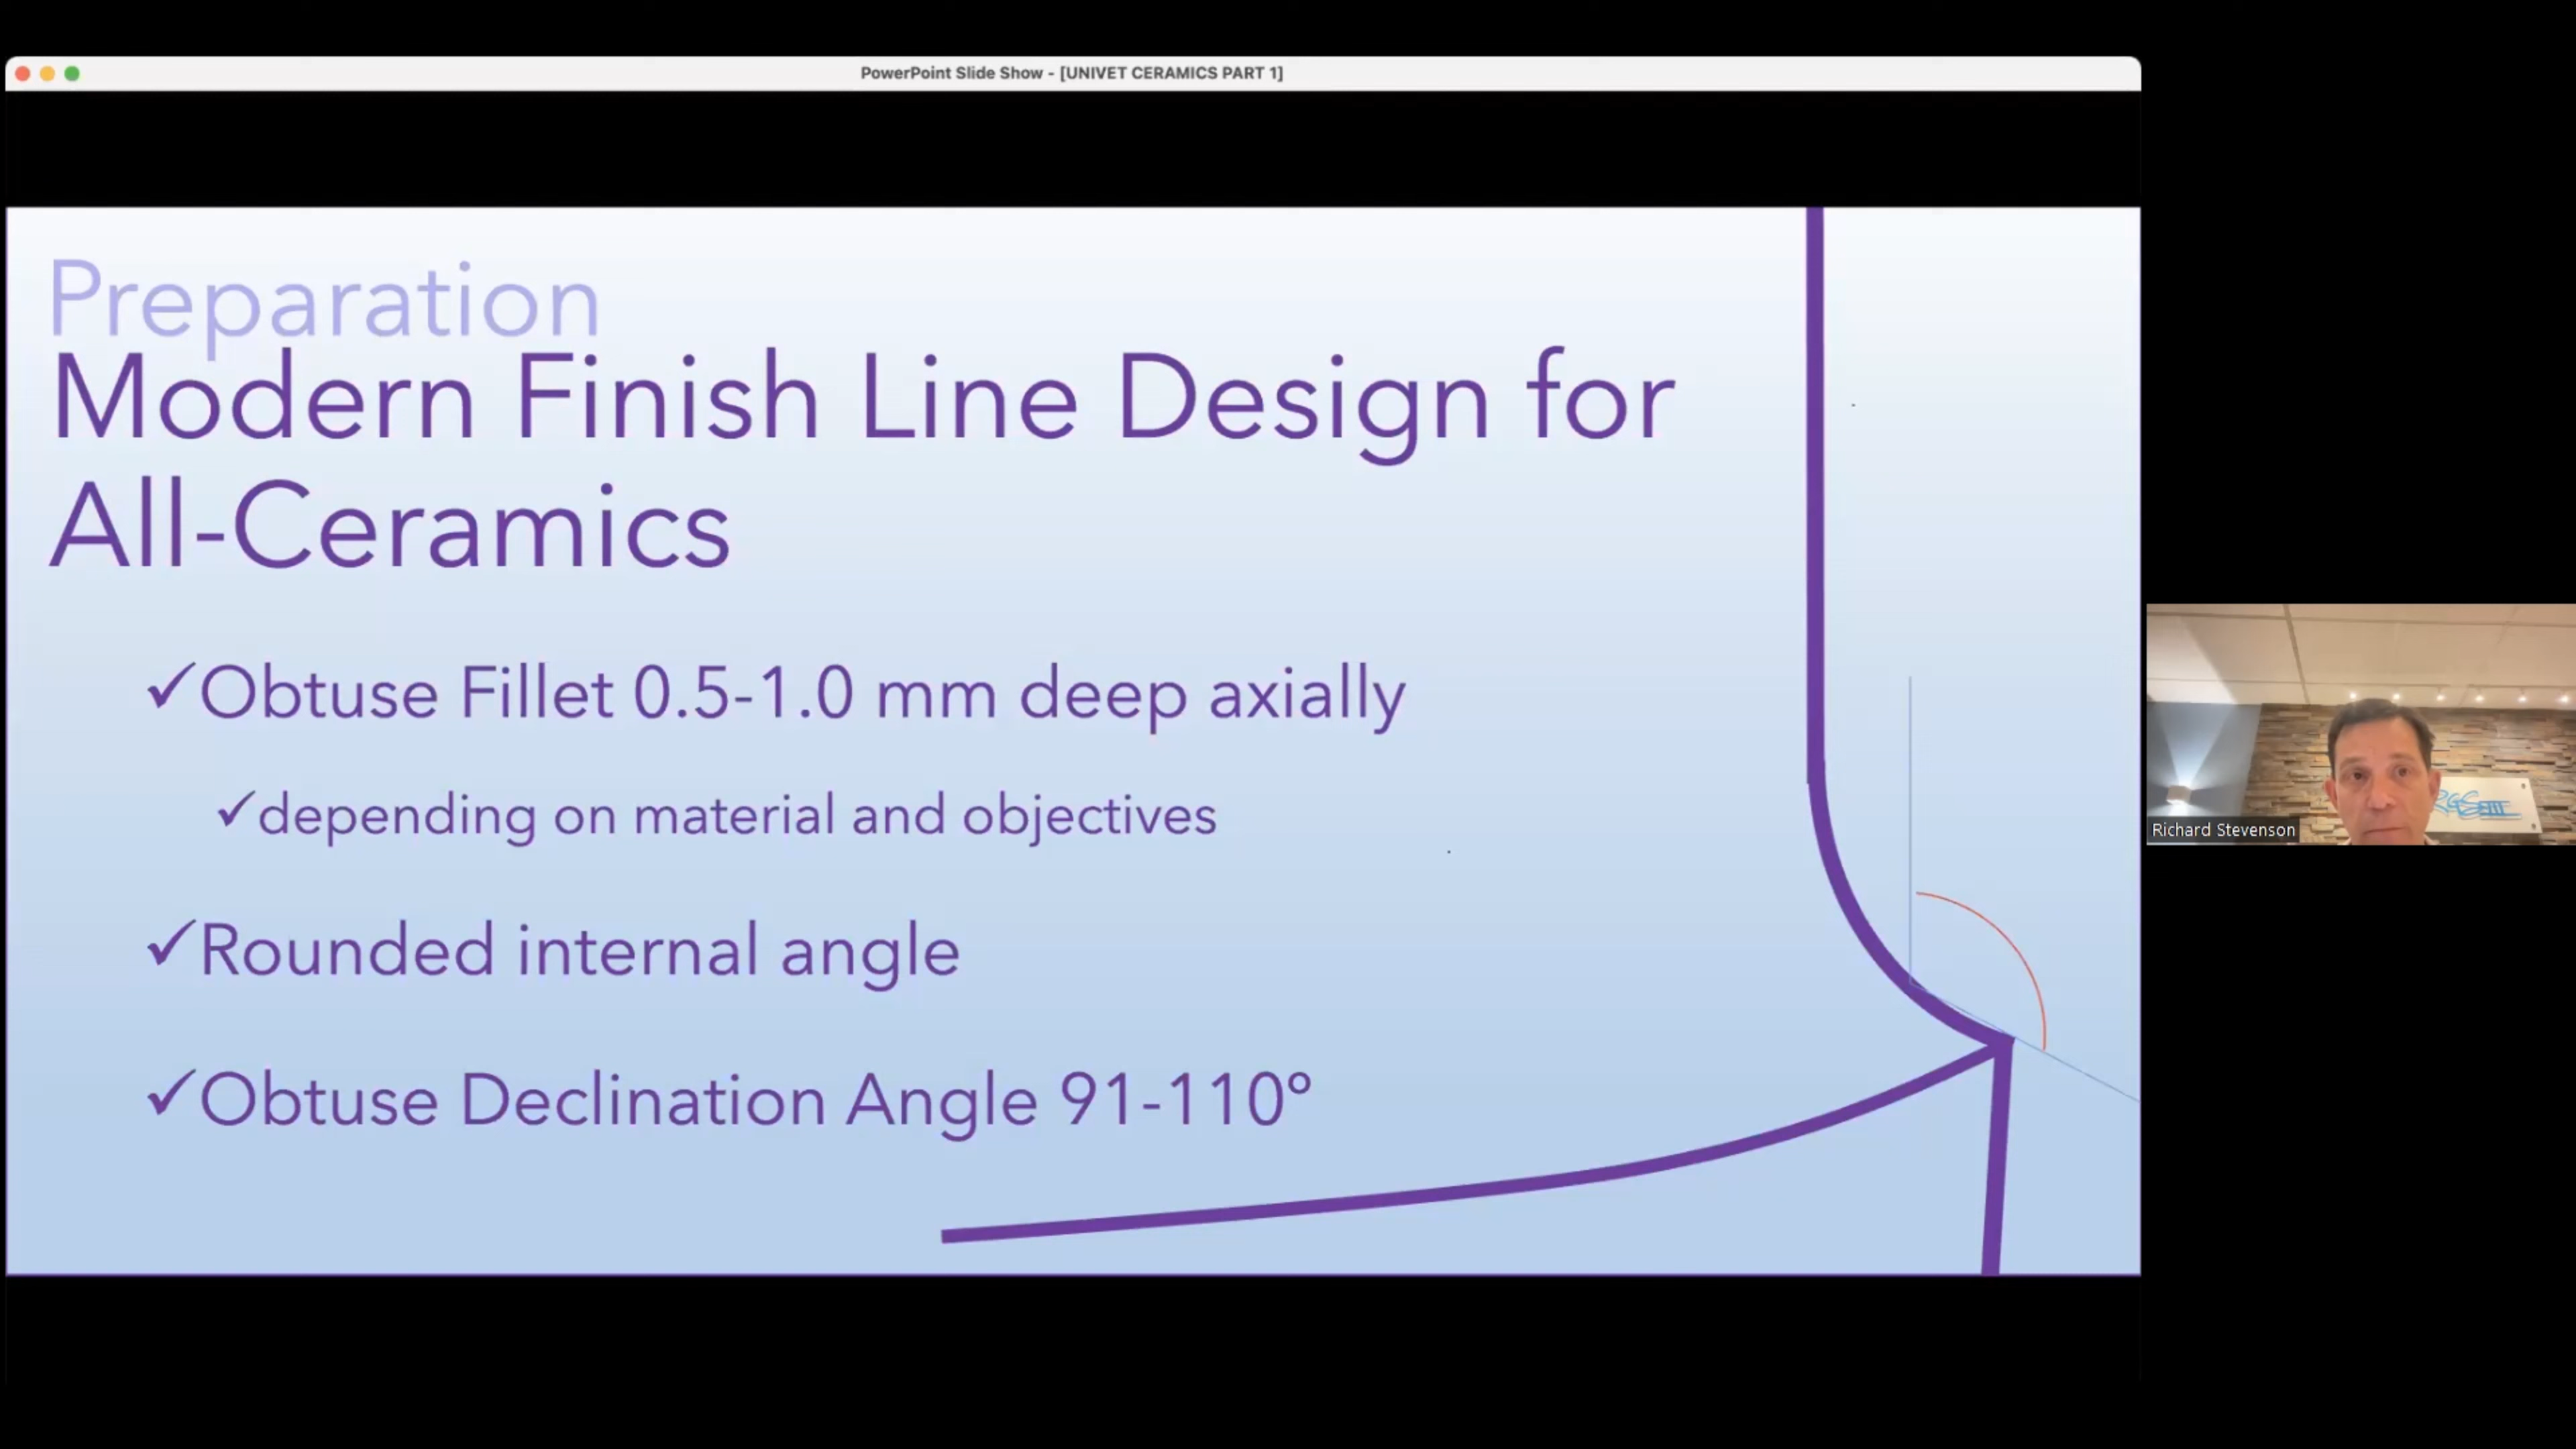 PowerPoint Slide Show - [UNIVET CERAMICS PART 1]
Preparation
Modern Finish Line Design for
All-Ceramics
✓Obtuse Fillet 0.5-1.0 mm deep axially
✓depending on material and objectives
✓Rounded internal angle
✓Obtuse Declination Angle 91-110º
Richard Stevenson